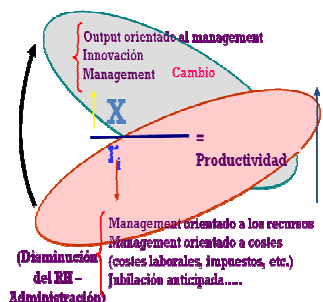 Output orientado al management
Innovación
Management Cambio
X
=
r i
Productividad
Management orientado a los recursos
Management orientado a costes
(costes laborales, impuestos, etc.)
Jubilación anticipada.....
(Disminución
del RH –
Administración)